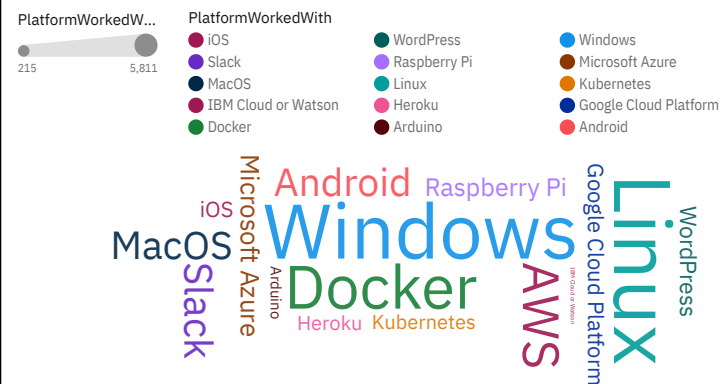 PlatformWorkedW...
215
5,811
PlatformWorkedWith
iOS
Slack
MacOS
IBM Cloud or Watson
Docker
WordPress
Raspberry Pi
Linux
Heroku
Arduino
Windows
Microsoft Azure
Kubernetes
Google Cloud Platform
Android
Microsoft Azure
Android
Raspberry Pi
Google Cloud Platform
Linux
WordPress
iOS
Windows
MacOS
Slack
Arduino
Docker
AWS
IBM Cloud or Watson
Heroku
Kubernetes